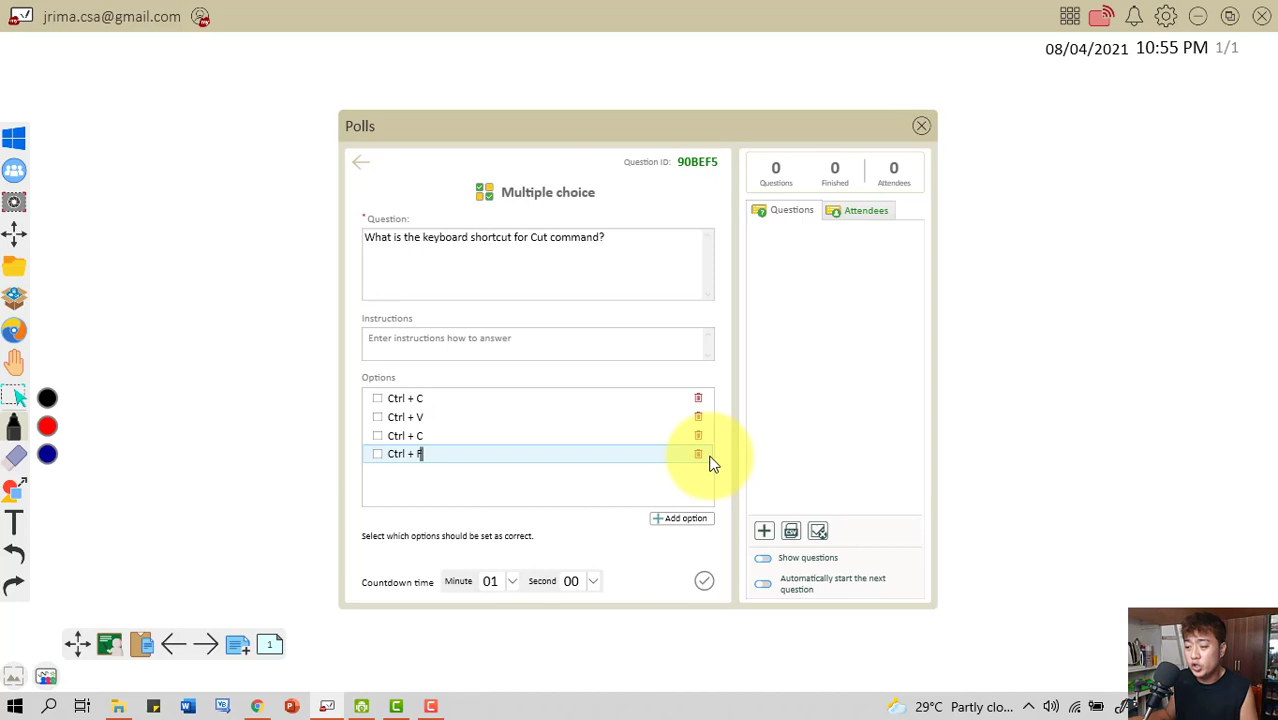 jrima.csa@gmail.com
08/04/2021 10:55 PM 1/1
Polls
Question ID: 90BEF5
Multiple choice
* Question:
What is the keyboard shortcut for Cut command?
Instructions
Enter instructions how to answer
Options
Ctrl + C
Ctrl + V
Ctrl + C
Ctrl + F
Add option
Select which options should be set as correct.
Countdown time Minute 01 Second 00
0 0 0
Questions Finished Attendees
Questions Attendees
CSV
Show questions
Automatically start the next
question
1
29°C Partly clo...